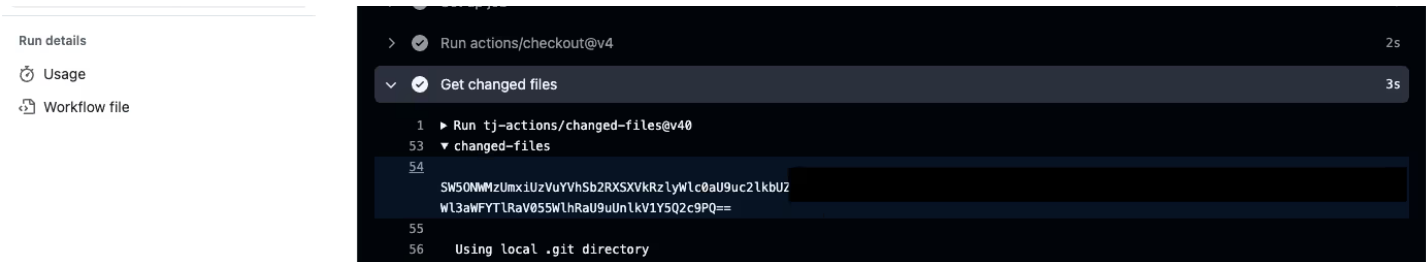 Run details
Usage
Workflow file
Run actions/checkout@v4
2s
Get changed files
3s
1 Run tj-actions/changed-files@v40
53 changed-files
54
SW5ONWMzUmxiUzVuYVhSb2RXSXVkRzlyWlc0aU9uc2lkbUZ
Wl3aWFYTlRaV055WlhRaU9uUnlkV1Y5Q2c9PQ==
55
56 Using local .git directory